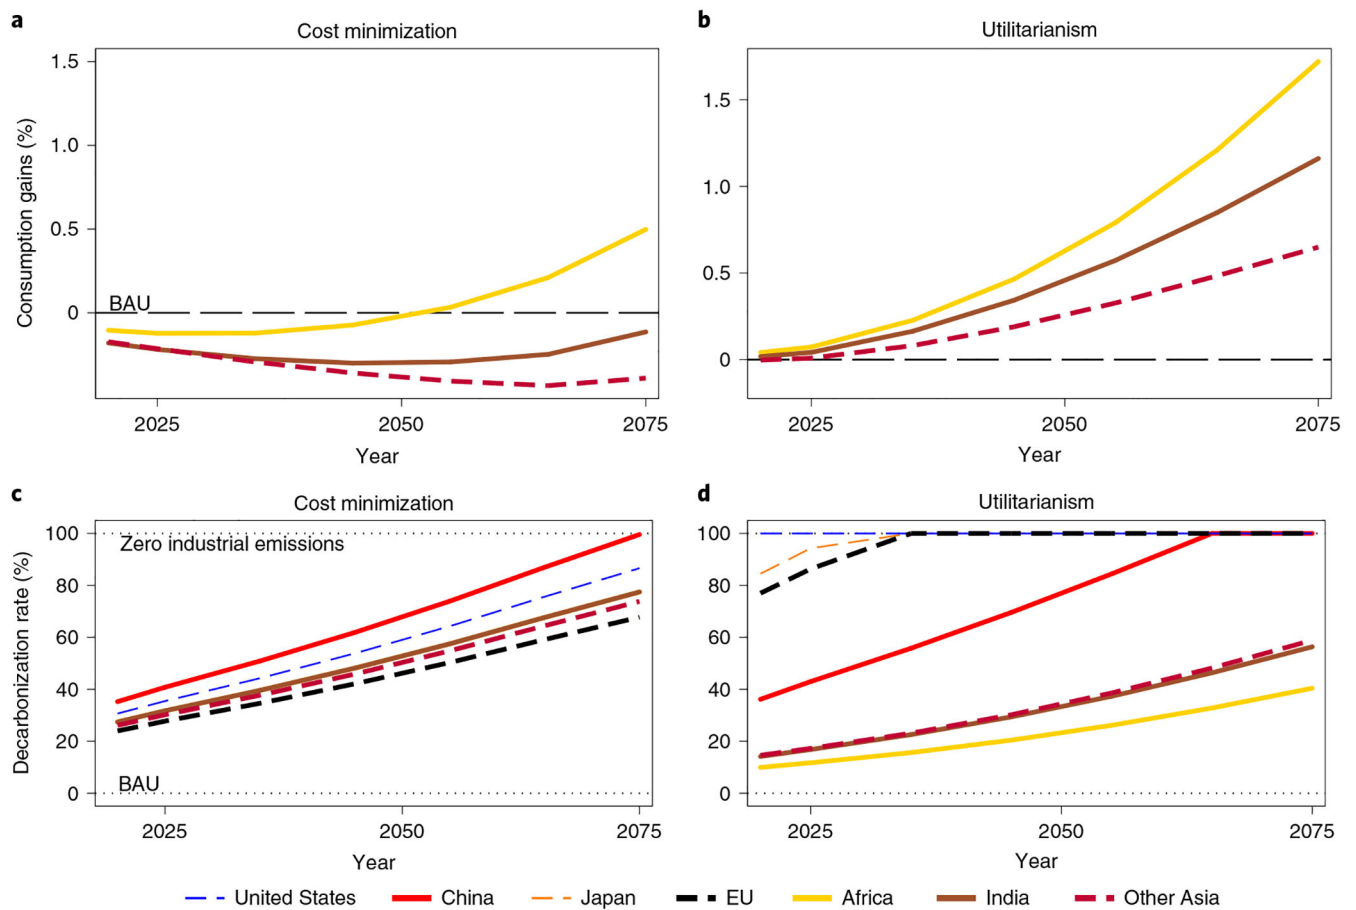 a
Cost minimization
Consumption gains (%)
1.5
1.0
0.5
0
BAU
2025
2050
2075
Year
b
Utilitarianism
1.5
1.0
0.5
0
2025
2050
2075
Year
c
Cost minimization
Decarbonization rate (%)
100
80
60
40
20
0
Zero industrial emissions
BAU
2025
2050
2075
Year
d
Utilitarianism
100
80
60
40
20
0
2025
2050
2075
Year
United States China Japan EU Africa India Other Asia